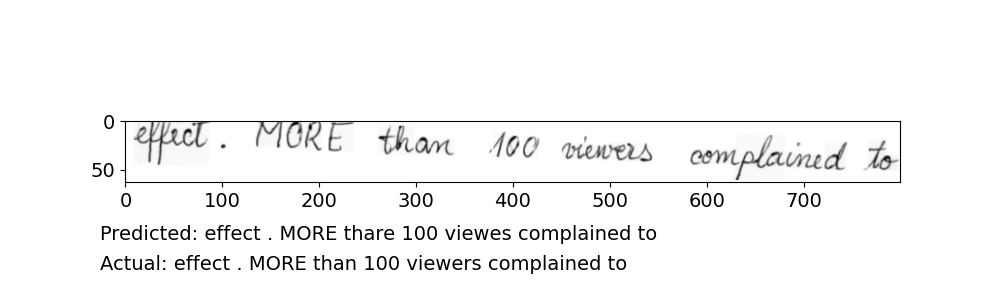 0
50
effect . MORE than 100 viewers complained to
0 100 200 300 400 500 600 700
Predicted: effect . MORE thare 100 viewes complained to
Actual: effect . MORE than 100 viewers complained to